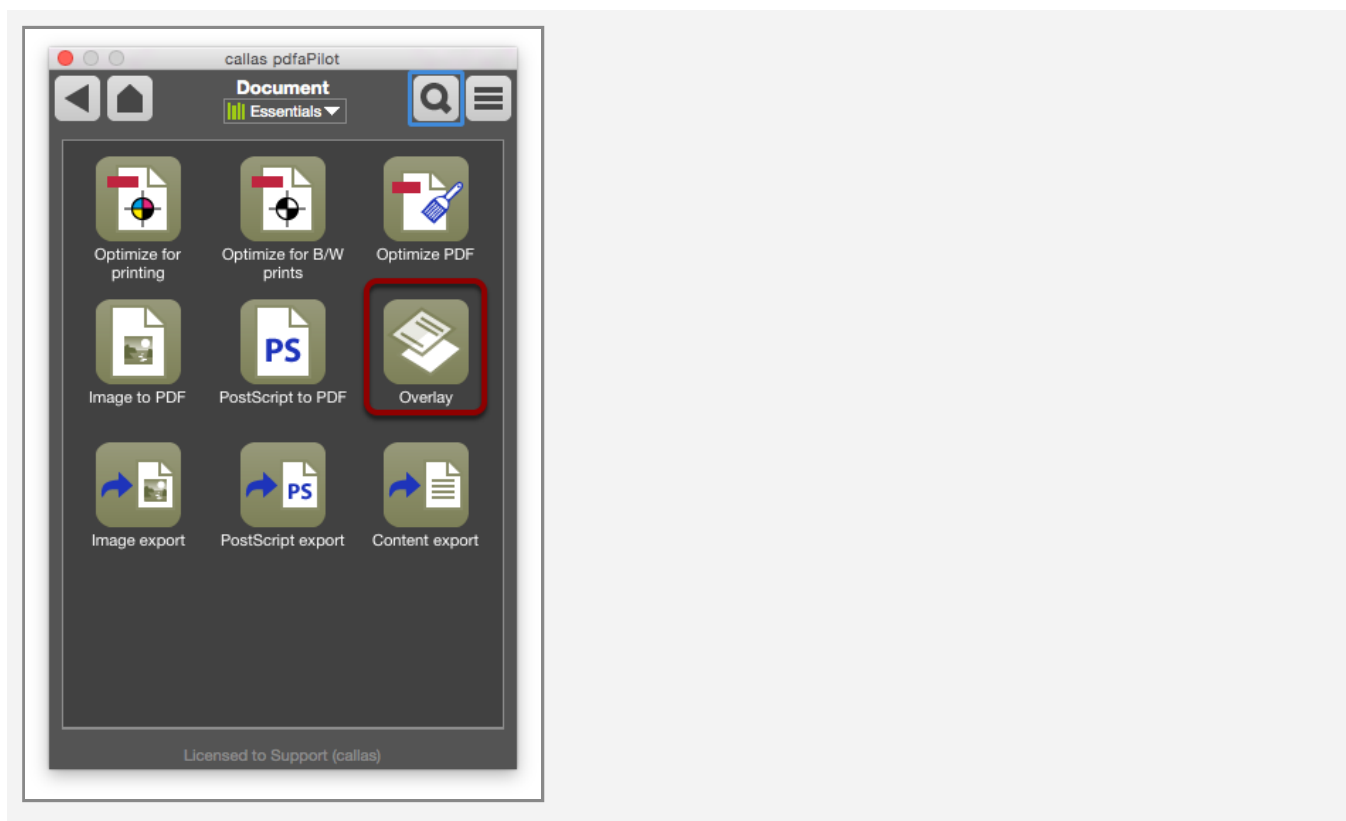 callas pdfaPilot
Document
Essentials
Optimize for
printing
Optimize for B/W
prints
Optimize PDF
Image to PDF
PS
PostScript to PDF
Overlay
Image export
PS
PostScript export
Content export
Licensed to Support (callas)